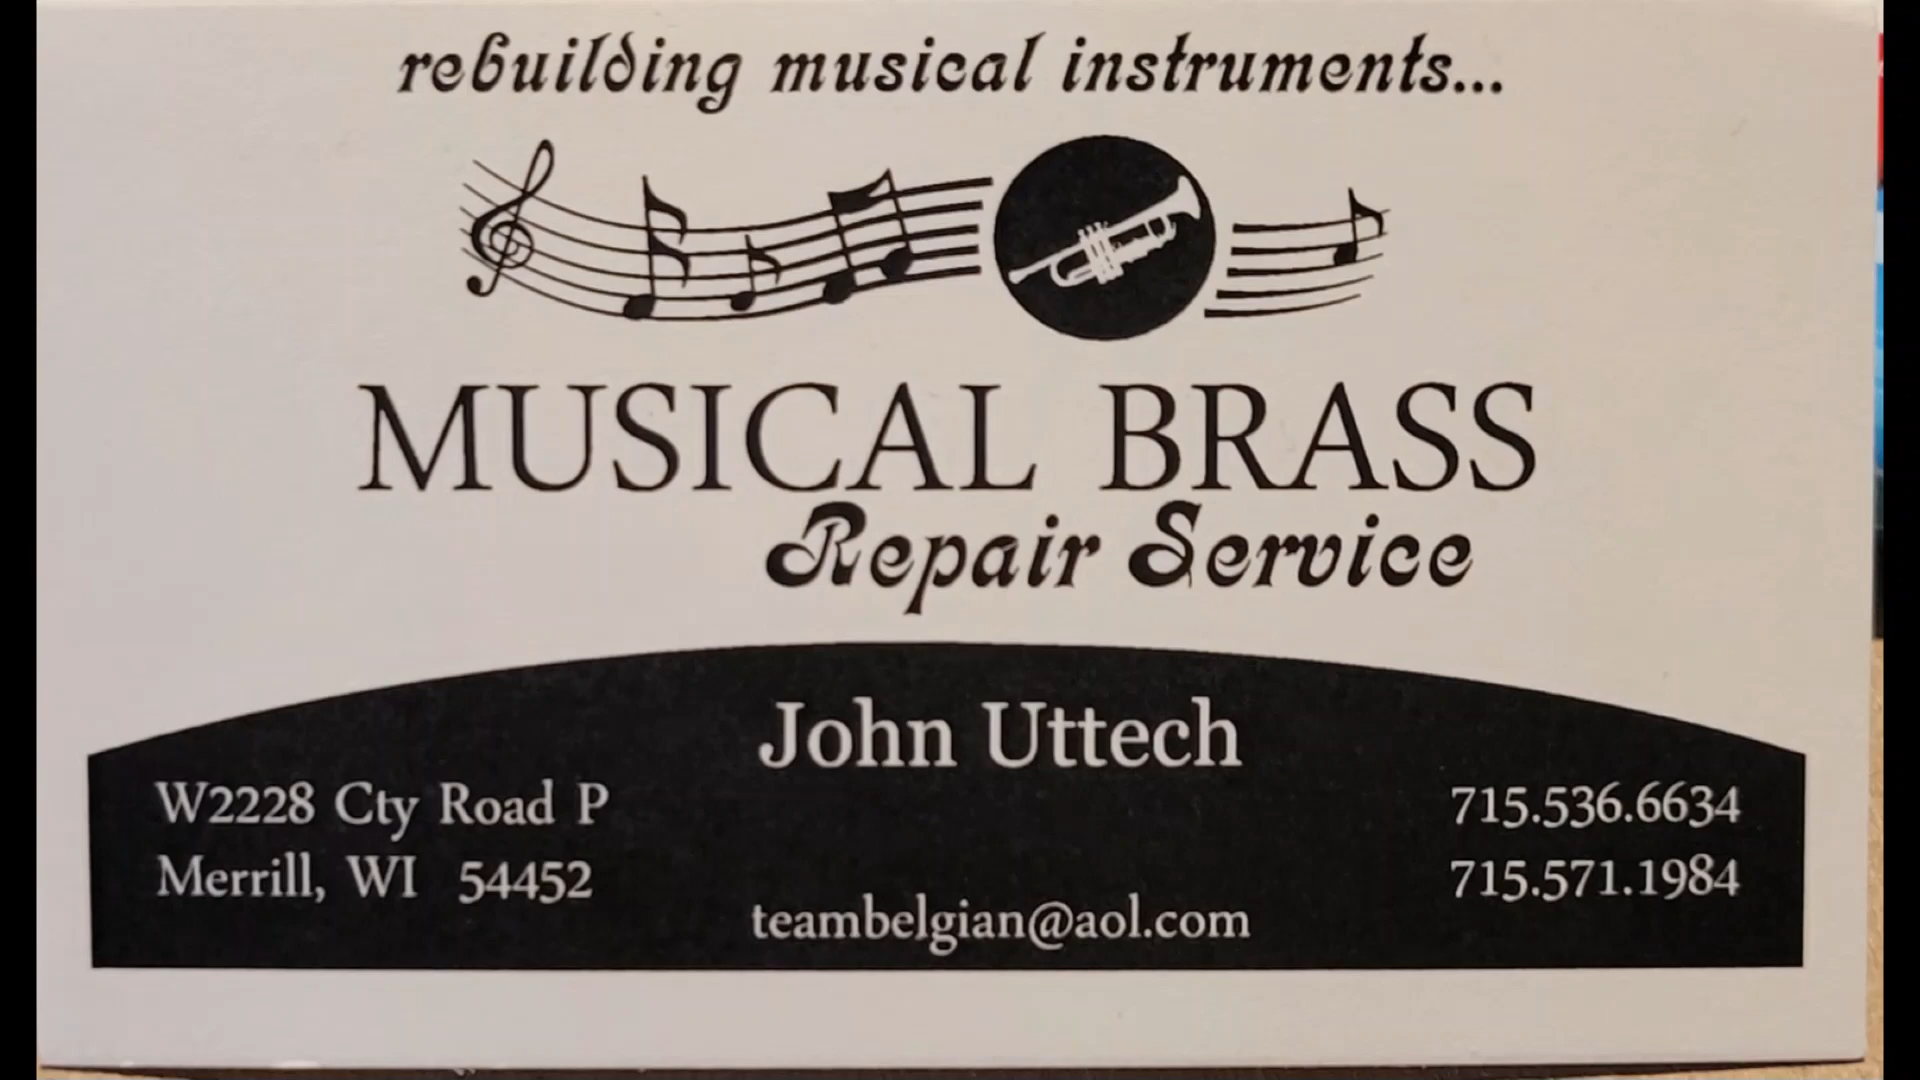 rebuilding musical instruments...
MUSICAL BRASS
Repair Service
John Uttech
W2228 Cty Road P
Merrill, WI 54452
715.536.6634
715.571.1984
teambelgian@aol.com